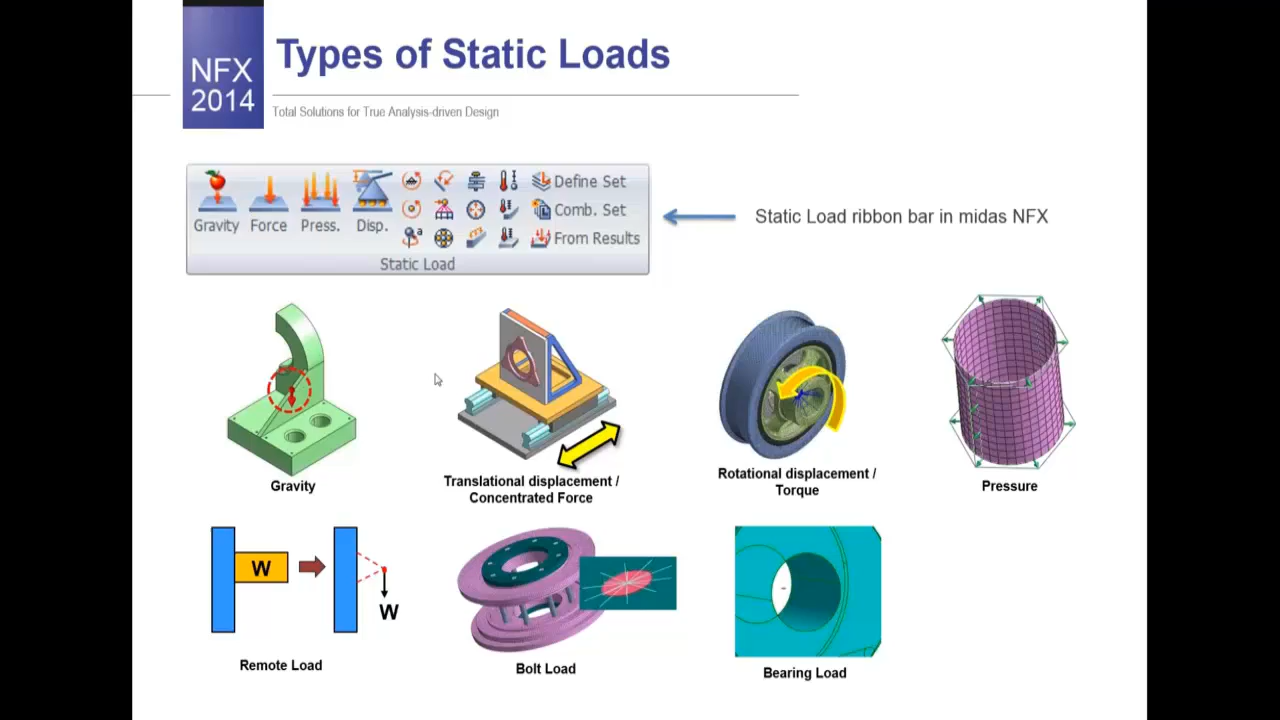 NFX
2014
Types of Static Loads
Total Solutions for True Analysis-driven Design
Gravity Force Press. Disp. a Define Set
Comb. Set
From Results
Static Load
Static Load ribbon bar in midas NFX
Gravity
Translational displacement /
Concentrated Force
Rotational displacement /
Torque
Pressure
W
W
Remote Load
Bolt Load
Bearing Load